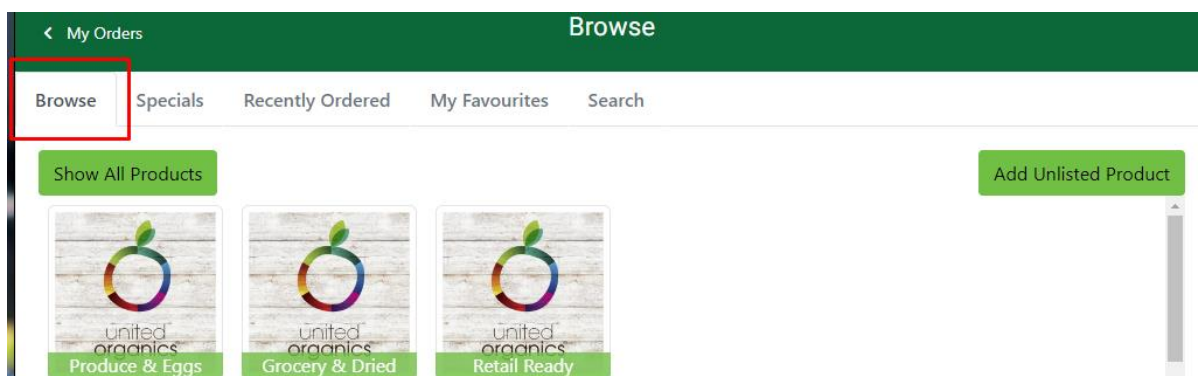 My Orders
Browse
Browse
Specials
Recently Ordered
My Favourites
Search
Show All Products
Add Unlisted Product
united
organics
Produce & Eggs
united
organics
Grocery & Dried
united
organics
Retail Ready